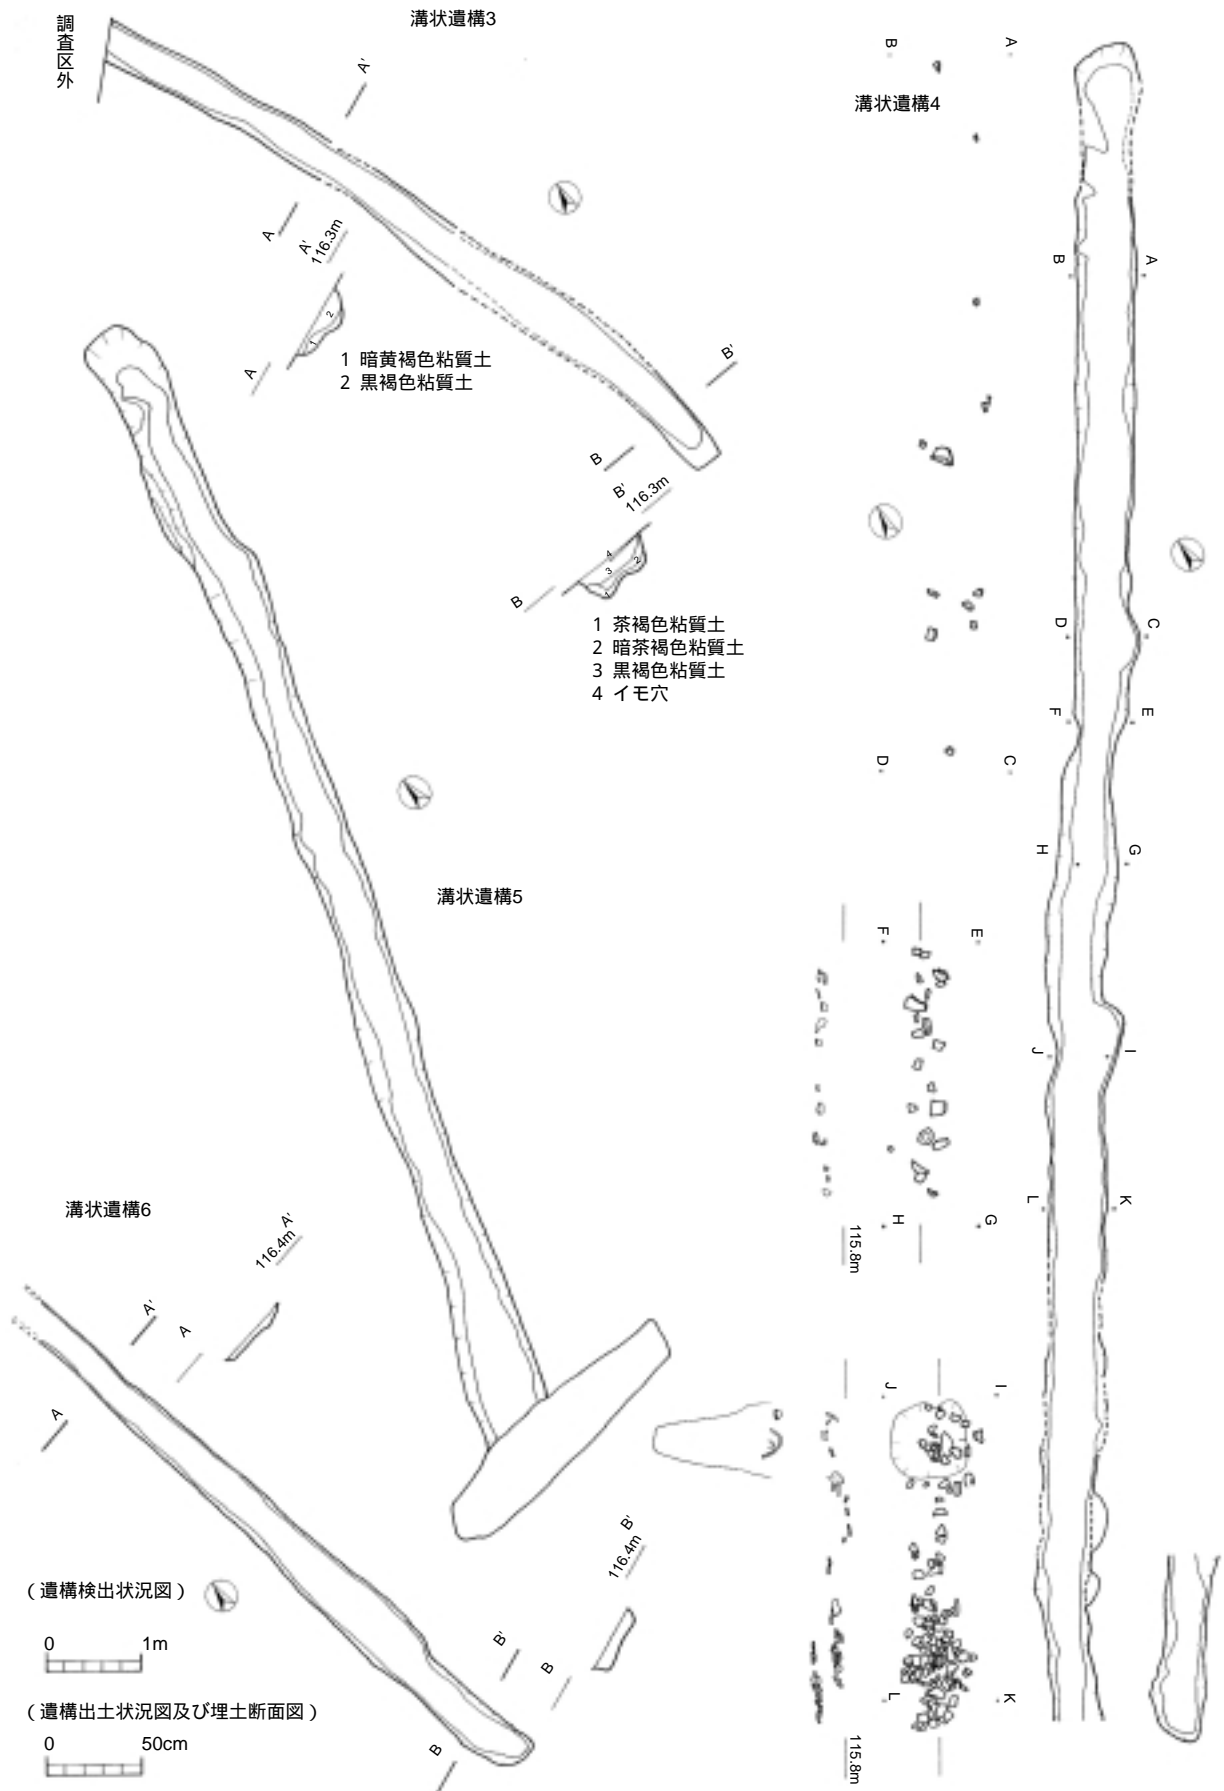 溝状遺構3
調査区外
A'
A
A'
116.3m
A
1 暗黄褐色粘質土
2 黒褐色粘質土
1
2
B'
B
B'
116.3m
B
4
3
2
1
1 茶褐色粘質土
2 暗茶褐色粘質土
3 黒褐色粘質土
4 イモ穴
溝状遺構4
B
A
B
A
D
C
F
E
D
C
H
G
F
E
J
I
L
K
H
G
115.8m
J
I
L
K
115.8m
溝状遺構5
溝状遺構6
A'
116.4m
A'
A
A
B'
116.4m
B'
B
B
(遺構検出状況図)
0 1m
(遺構出土状況図及び埋土断面図)
0 50cm